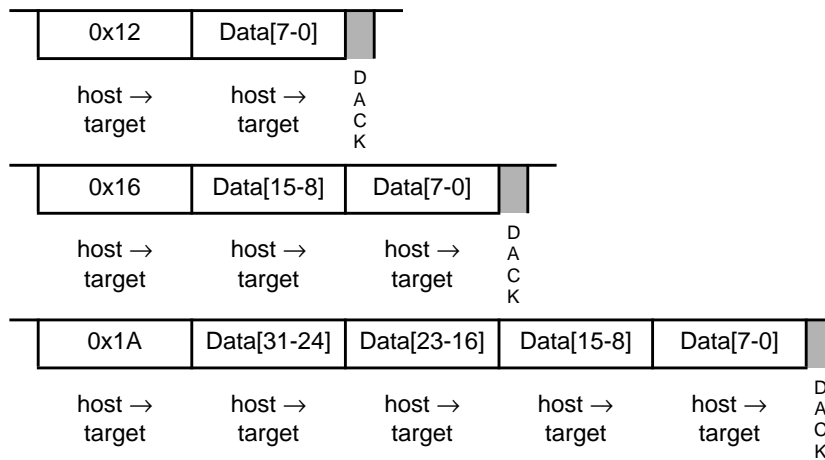 0x12 Data[7-0]
host → host →
target target
D
A
C
K
0x16 Data[15-8] Data[7-0]
host → host → host →
target target target
D
A
C
K
0x1A Data[31-24] Data[23-16] Data[15-8] Data[7-0]
host → host → host → host → host →
target target target target target
D
A
C
K